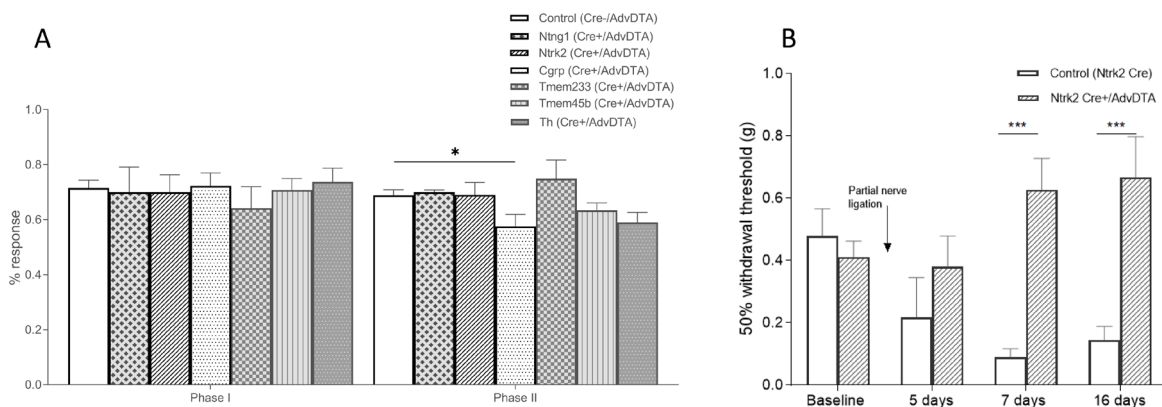 A
Control (Cre-/AdvDTA)
Ntng1 (Cre+/AdvDTA)
Ntrk2 (Cre+/AdvDTA)
Cgrp (Cre+/AdvDTA)
Tmem233 (Cre+/AdvDTA)
Tmem45b (Cre+/AdvDTA)
Th (Cre+/AdvDTA)
% response
1.0
0.8
0.6
0.4
0.2
0.0
*
Phase I
Phase II
B
Control (Ntrk2 Cre)
Ntrk2 Cre+/AdvDTA
50% withdrawal threshold (g)
1.0
0.8
0.6
0.4
0.2
0.0
Partial nerve
ligation
***
***
Baseline
5 days
7 days
16 days